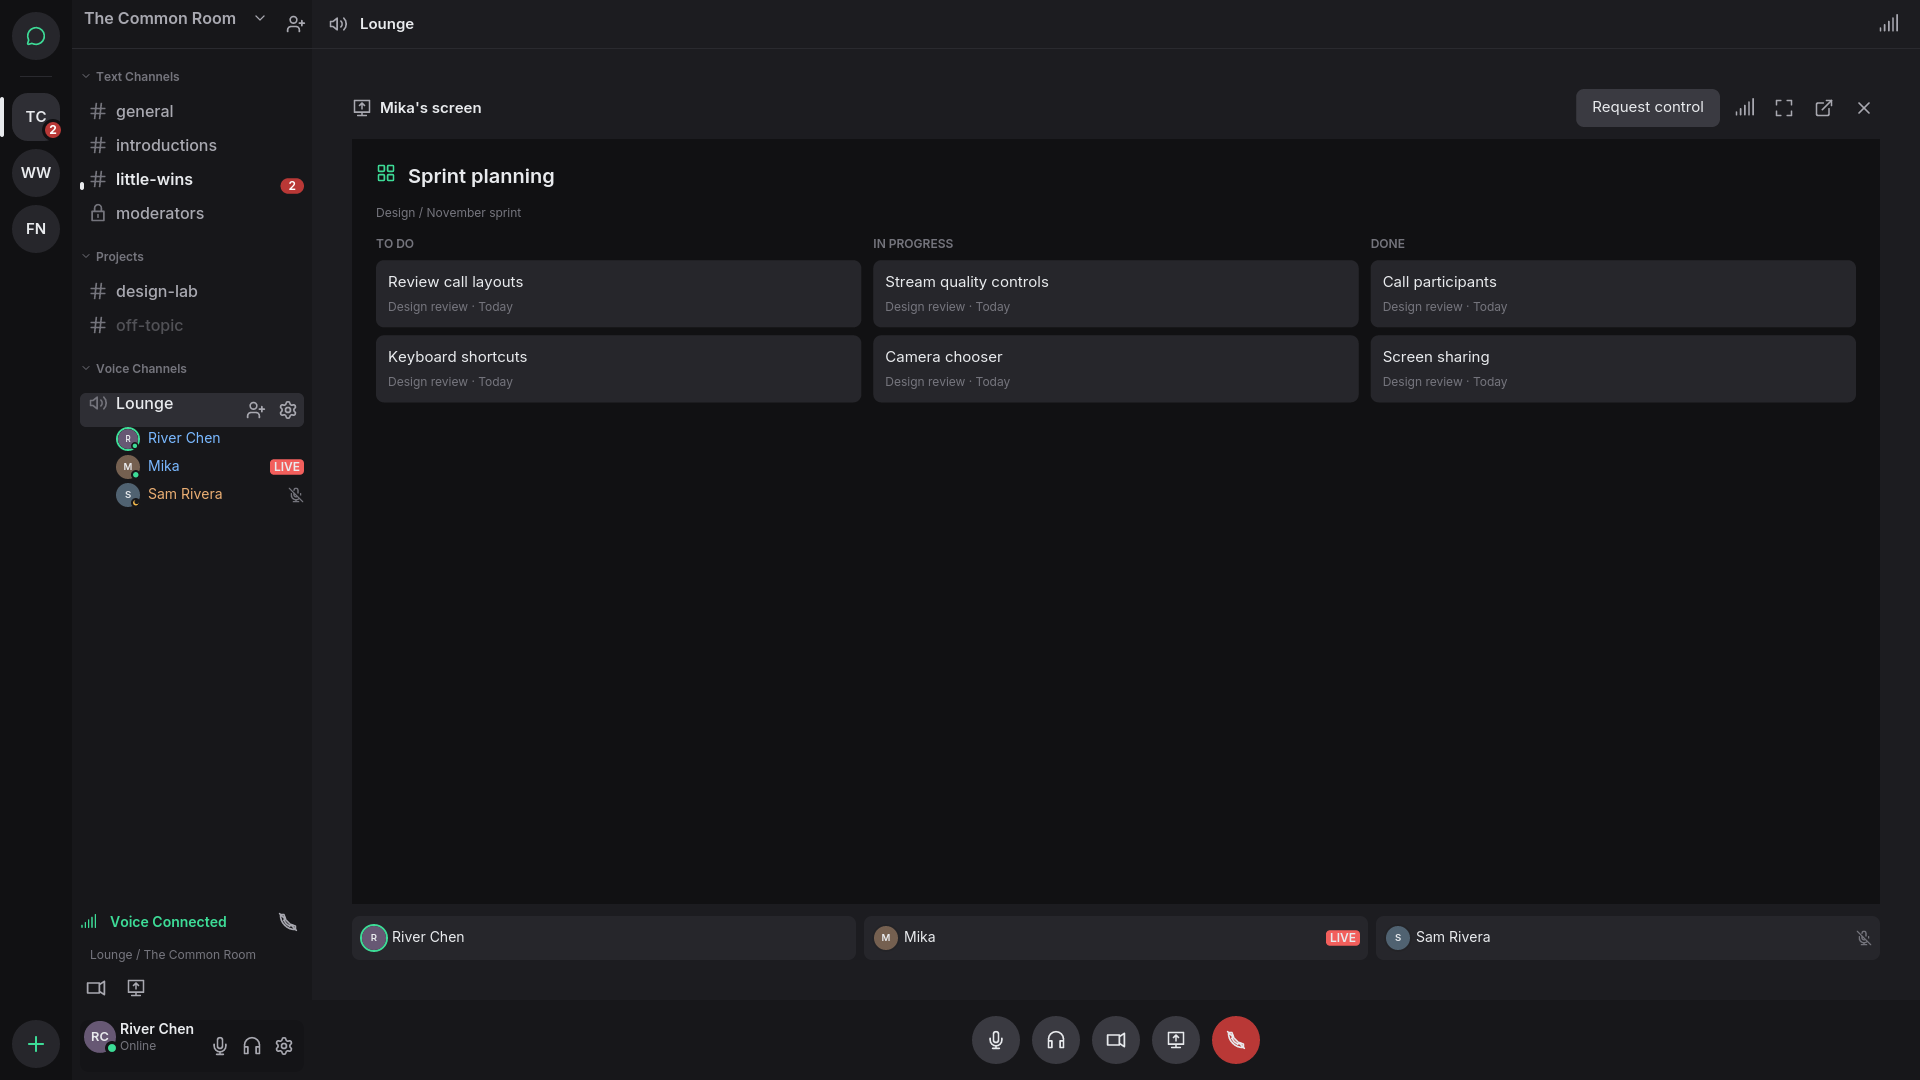 The Common Room
Lounge
TC
2
WW
FN
Text Channels
general
introductions
little-wins
2
moderators
Projects
design-lab
off-topic
Voice Channels
Lounge
R
River Chen
M
Mika
LIVE
S
Sam Rivera
Voice Connected
Lounge / The Common Room
RC
River Chen
Online
Mika's screen
Request control
Sprint planning
Design / November sprint
TO DO
Review call layouts
Design review · Today
Keyboard shortcuts
Design review · Today
IN PROGRESS
Stream quality controls
Design review · Today
Camera chooser
Design review · Today
DONE
Call participants
Design review · Today
Screen sharing
Design review · Today
R
River Chen
M
Mika
LIVE
S
Sam Rivera